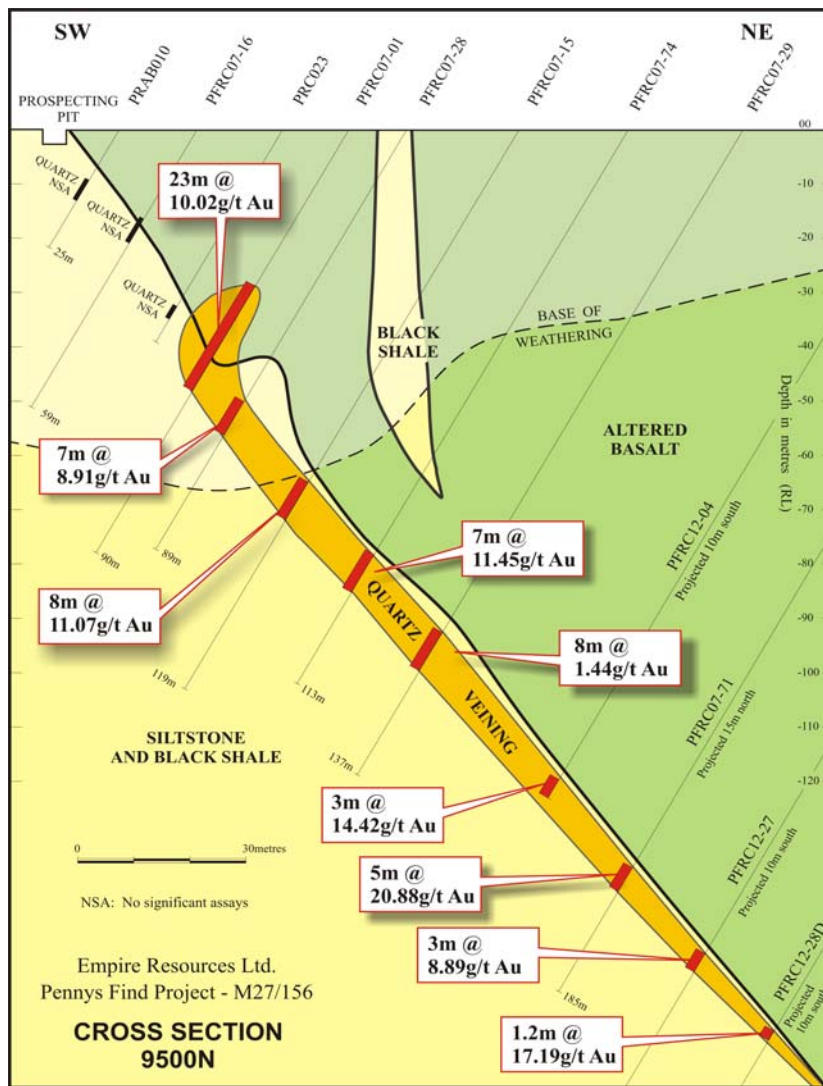 SW
NE
PRAB010
PFRC07-16
PRC023
PFRC07-01
PFRC07-28
PFRC07-15
PFRC07-74
PFRC07-29
PROSPECTING
PIT
00
-10
-20
-30
-40
-50
-60
-70
-80
-90
-100
-110
-120
Depth in metres (RL)
QUARTZ
NSA
QUARTZ
NSA
QUARTZ
NSA
25m
59m
90m
89m
119m
113m
137m
185m
23m @
10.02g/t Au
BLACK
SHALE
BASE OF
WEATHERING
ALTERED
BASALT
7m @
8.91g/t Au
8m @
11.07g/t Au
7m @
11.45g/t Au
8m @
1.44g/t Au
QUARTZ
VEINING
3m @
14.42g/t Au
5m @
20.88g/t Au
3m @
8.89g/t Au
1.2m @
17.19g/t Au
PFRC12-04
Projected 10m south
PFRC07-71
Projected 15m north
PFRC12-27
Projected 10m south
PFRC12-28D
Projected
10m south
SILTSTONE
AND BLACK SHALE
0 30metres
NSA: No significant assays
Empire Resources Ltd.
Pennys Find Project - M27/156
CROSS SECTION
9500N